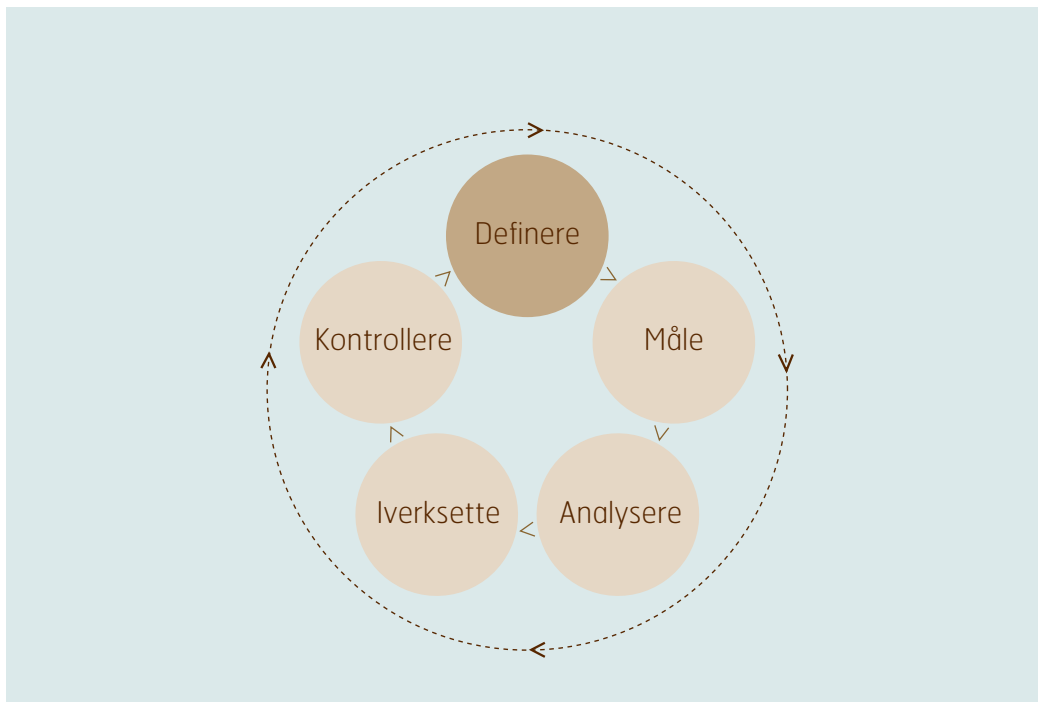 Definere
Måle
Analysere
Iverksette
Kontrollere